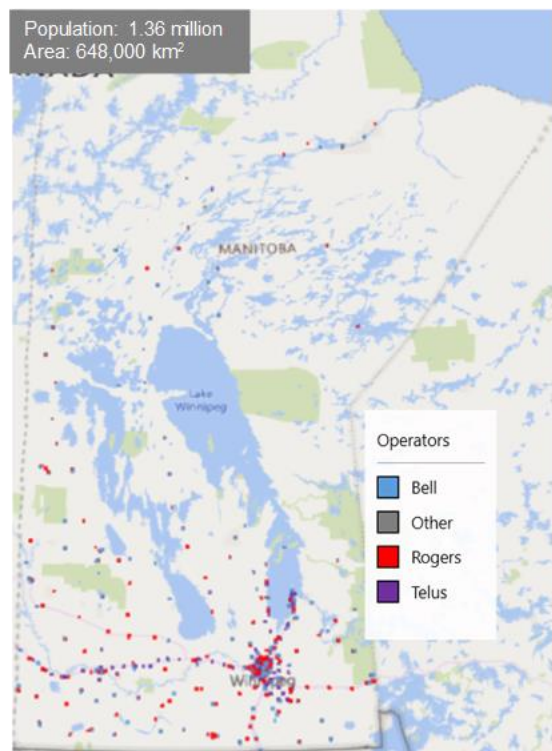 Population: 1.36 million
Area: 648,000 km²
MANITOBA
Lake
Winnipeg
Operators
Bell
Other
Rogers
Telus
Winnipeg